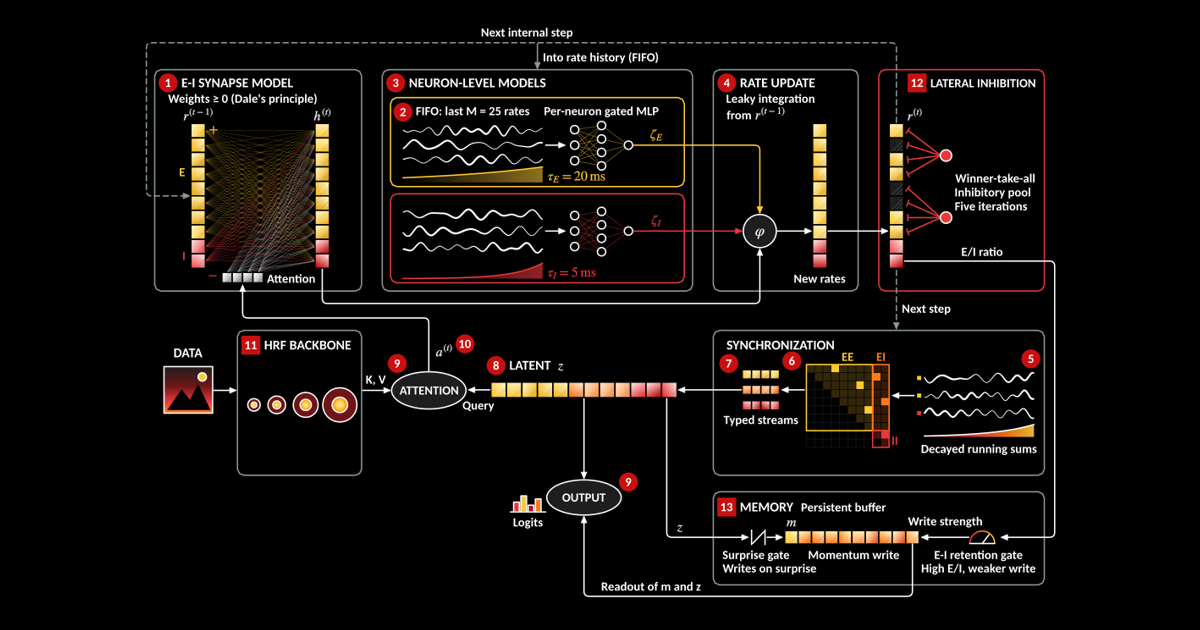 Next internal step
Into rate history (FIFO)
1 E-I SYNAPSE MODEL
Weights ≥ 0 (Dale's principle)
r^(t−1)
h^(t)
+
E
I
−
Attention
3 NEURON-LEVEL MODELS
2 FIFO: last M = 25 rates Per-neuron gated MLP
ζ_E
τ_E = 20 ms
ζ_I
τ_I = 5 ms
φ
4 RATE UPDATE
Leaky integration
from r^(t−1)
New rates
12 LATERAL INHIBITION
r^(t)
Winner-take-all
Inhibitory pool
Five iterations
E/I ratio
Next step
DATA
11 HRF BACKBONE
K, V
9
ATTENTION
a^(t) 10
Query
8 LATENT z
SYNCHRONIZATION
7
Typed streams
6
EE
EI
II
5
Decayed running sums
9
OUTPUT
Logits
z
13 MEMORY Persistent buffer
m
Write strength
Surprise gate
Writes on surprise
Momentum write
E-I retention gate
High E/I, weaker write
Readout of m and z